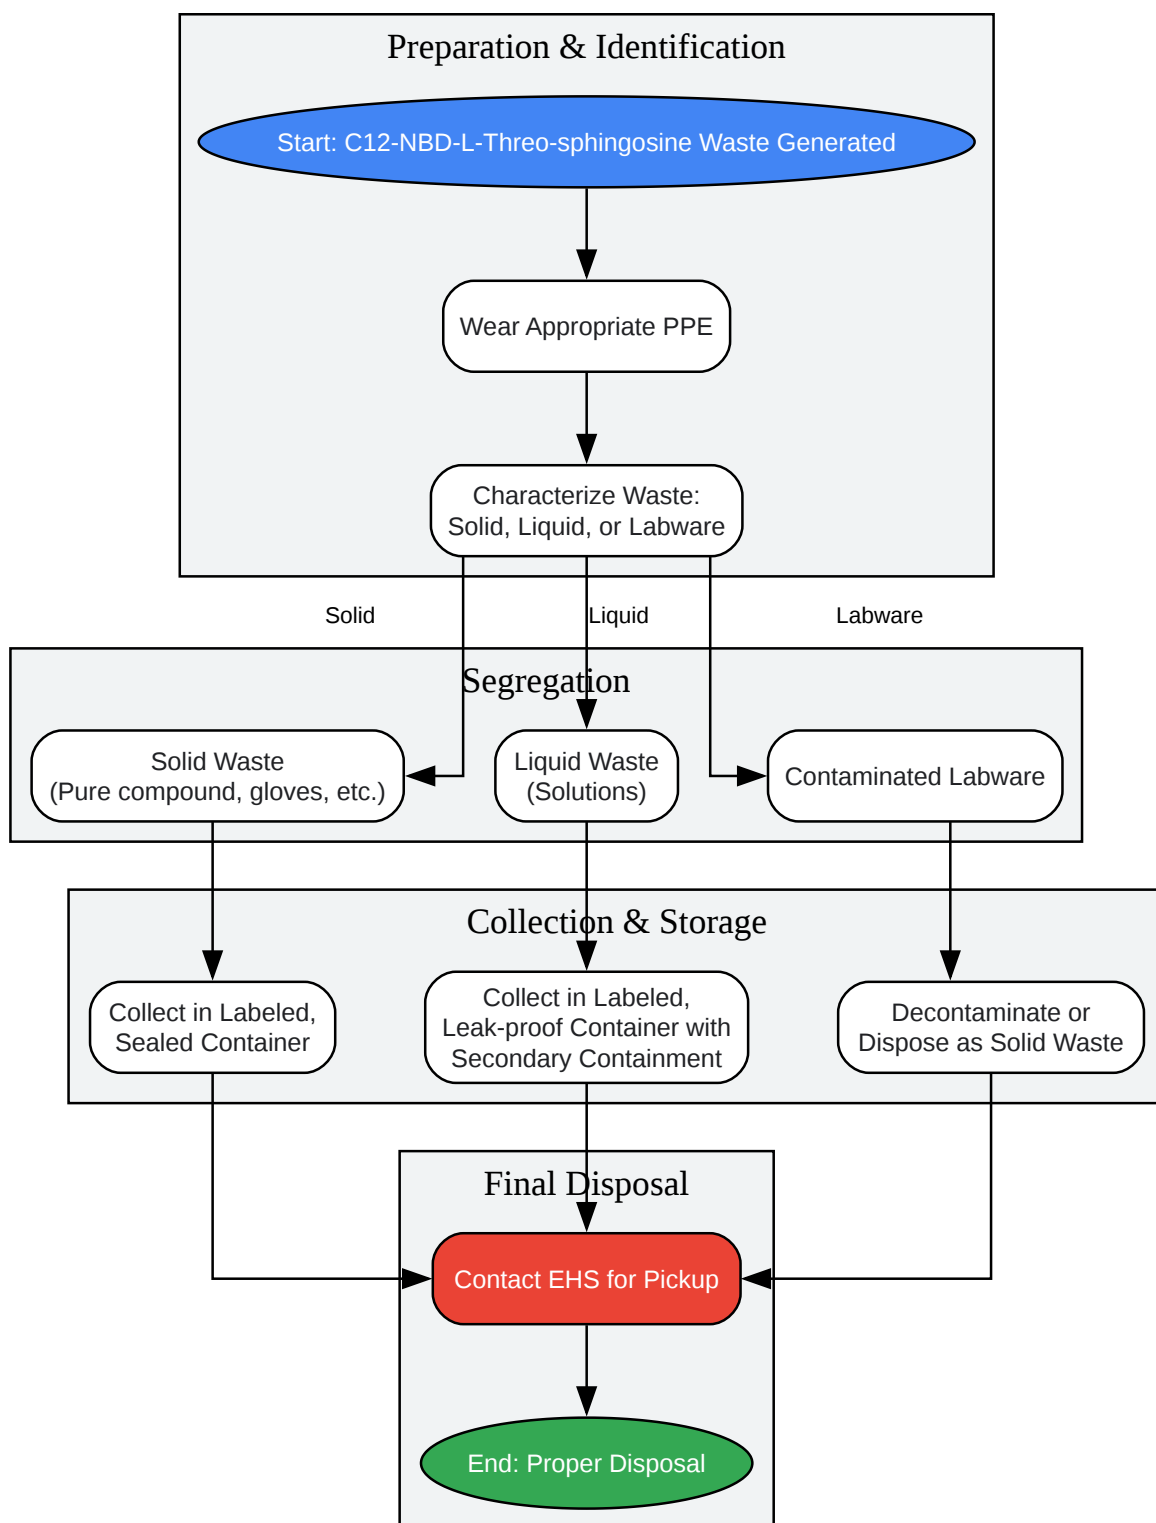 Preparation & Identification
Start: C12-NBD-L-Threo-sphingosine Waste Generated
Wear Appropriate PPE
Characterize Waste:
Solid, Liquid, or Labware
Solid
Liquid
Labware
Segregation
Solid Waste
(Pure compound, gloves, etc.)
Liquid Waste
(Solutions)
Contaminated Labware
Collection & Storage
Collect in Labeled,
Sealed Container
Collect in Labeled,
Leak-proof Container with
Secondary Containment
Decontaminate or
Dispose as Solid Waste
Final Disposal
Contact EHS for Pickup
End: Proper Disposal